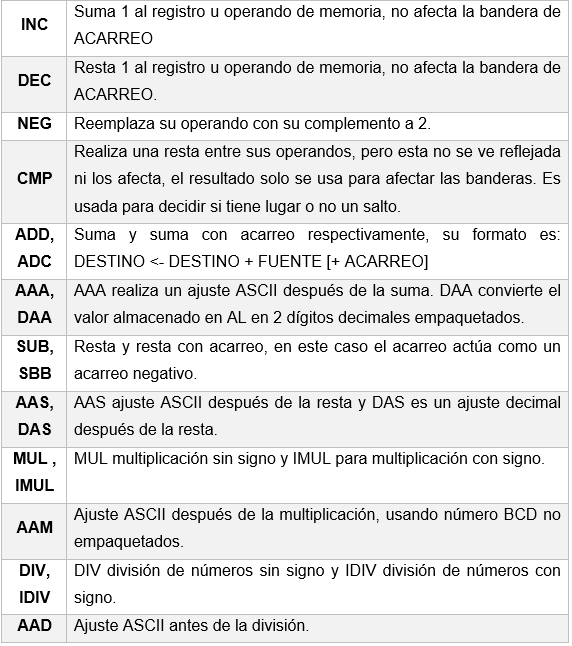 INC
Suma 1 al registro u operando de memoria, no afecta la bandera de
ACARREO
DEC
Resta 1 al registro u operando de memoria, no afecta la bandera de
ACARREO.
NEG
Reemplaza su operando con su complemento a 2.
CMP
Realiza una resta entre sus operandos, pero esta no se ve reflejada
ni los afecta, el resultado solo se usa para afectar las banderas. Es
usada para decidir si tiene lugar o no un salto.
ADD,
ADC
Suma y suma con acarreo respectivamente, su formato es:
DESTINO <- DESTINO + FUENTE [+ ACARREO]
AAA,
DAA
AAA realiza un ajuste ASCII después de la suma. DAA convierte el
valor almacenado en AL en 2 dígitos decimales empaquetados.
SUB,
SBB
Resta y resta con acarreo, en este caso el acarreo actúa como un
acarreo negativo.
AAS,
DAS
AAS ajuste ASCII después de la resta y DAS es un ajuste decimal
después de la resta.
MUL ,
IMUL
MUL multiplicación sin signo y IMUL para multiplicación con signo.
AAM
Ajuste ASCII después de la multiplicación, usando número BCD no
empaquetados.
DIV,
IDIV
DIV división de números sin signo y IDIV división de números con
signo.
AAD
Ajuste ASCII antes de la división.